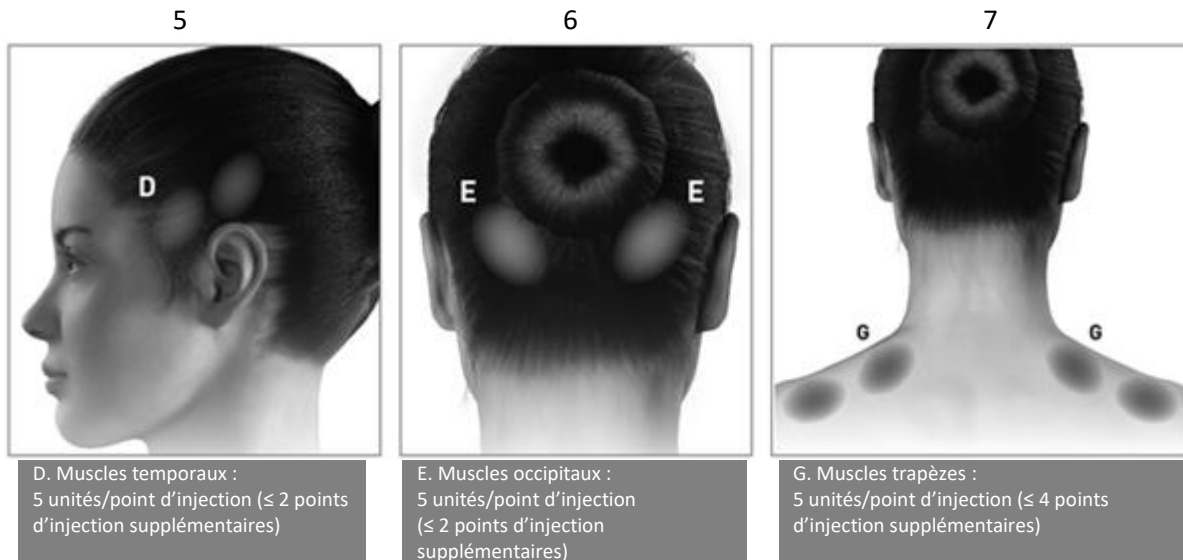 5
6
7
D
E
E
G
G
D. Muscles temporaux :
5 unités/point d’injection (≤ 2 points
d’injection supplémentaires)
E. Muscles occipitaux :
5 unités/point d’injection
(≤ 2 points d’injection
supplémentaires)
G. Muscles trapèzes :
5 unités/point d’injection (≤ 4 points
d’injection supplémentaires)